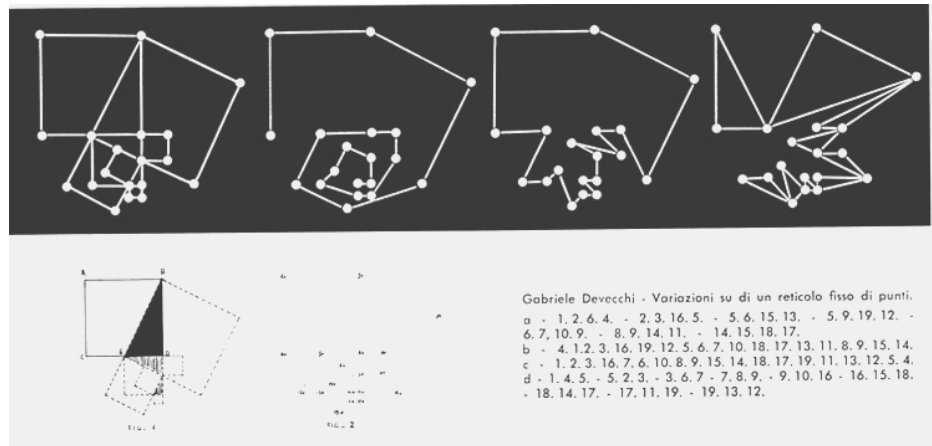 A
B
C
D
FIG. 1
FIG. 2
Gabriele Devecchi - Variazioni su di un reticolo fisso di punti.
a - 1. 2. 6. 4. - 2. 3. 16. 5. - 5. 6. 15. 13. - 5. 9. 19. 12. -
6. 7. 10. 9. - 8. 9. 14. 11. - 14. 15. 18. 17.
b - 4. 1. 2. 3. 16. 19. 12. 5. 6. 7. 10. 18. 17. 13. 11. 8. 9. 15. 14.
c - 1. 2. 3. 16. 7. 6. 10. 8. 9. 15. 14. 18. 17. 19. 11. 13. 12. 5. 4.
d - 1. 4. 5. - 5. 2. 3. - 3. 6. 7 - 7. 8. 9. - 9. 10. 16 - 16. 15. 18.
- 18. 14. 17. - 17. 11. 19. - 19. 13. 12.